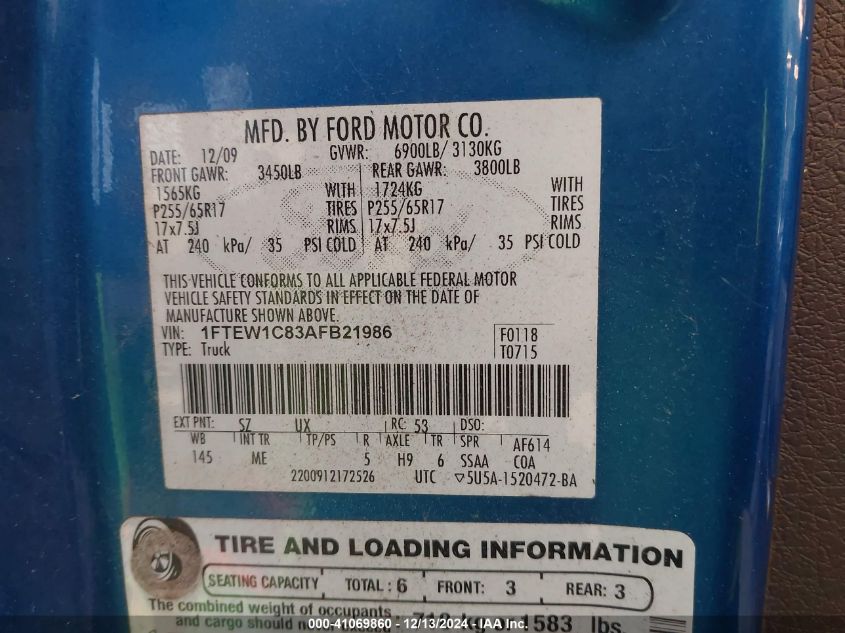 MFD. BY FORD MOTOR CO.
DATE: 12/09 GVWR: 6900LB/ 3130KG
FRONT GAWR: 3450LB REAR GAWR: 3800LB
1565KG WITH 1724KG WITH
P255/65R17 TIRES P255/65R17 TIRES
17x7.5J RIMS 17x7.5J RIMS
AT 240 kPa/ 35 PSI COLD AT 240 kPa/ 35 PSI COLD
THIS VEHICLE CONFORMS TO ALL APPLICABLE FEDERAL MOTOR
VEHICLE SAFETY STANDARDS IN EFFECT ON THE DATE OF
MANUFACTURE SHOWN ABOVE.
VIN: 1FTEW1C83AFB21986 F0118
TYPE: Truck T0715
EXT PNT: SZ UX RC: 53 DSO:
WB INT TR TP/PS R AXLE TR SPR AF614
145 ME 5 H9 6 SSAA COA
2200912172526 UTC ▽5U5A-1520472-BA
TIRE AND LOADING INFORMATION
SEATING CAPACITY TOTAL: 6 FRONT: 3 REAR: 3
The combined weight of occupants
and cargo should 1583 lbs
000-41069860 - 12/13/2024 - IAA Inc.